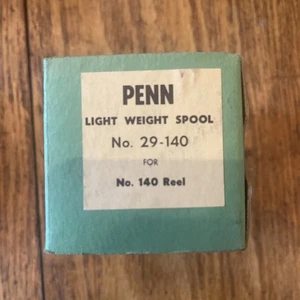 PENN
LIGHT WEIGHT SPOOL
No. 29-140
FOR
No. 140 Reel